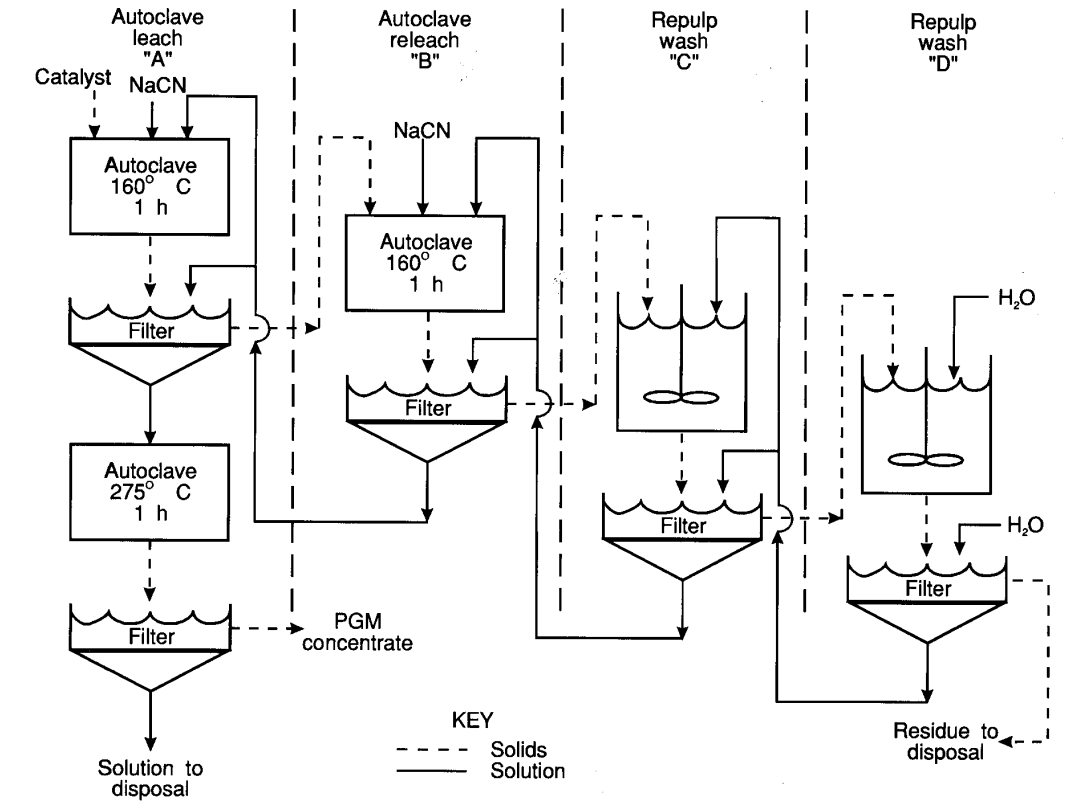 Autoclave
leach
"A"
Autoclave
releach
"B"
Repulp
wash
"C"
Repulp
wash
"D"
Catalyst
NaCN
Autoclave
160° C
1 h
Filter
Autoclave
275° C
1 h
Filter
Solution to
disposal
PGM
concentrate
NaCN
Autoclave
160° C
1 h
Filter
Filter
H₂O
H₂O
Filter
Residue to
disposal
KEY
Solids
Solution